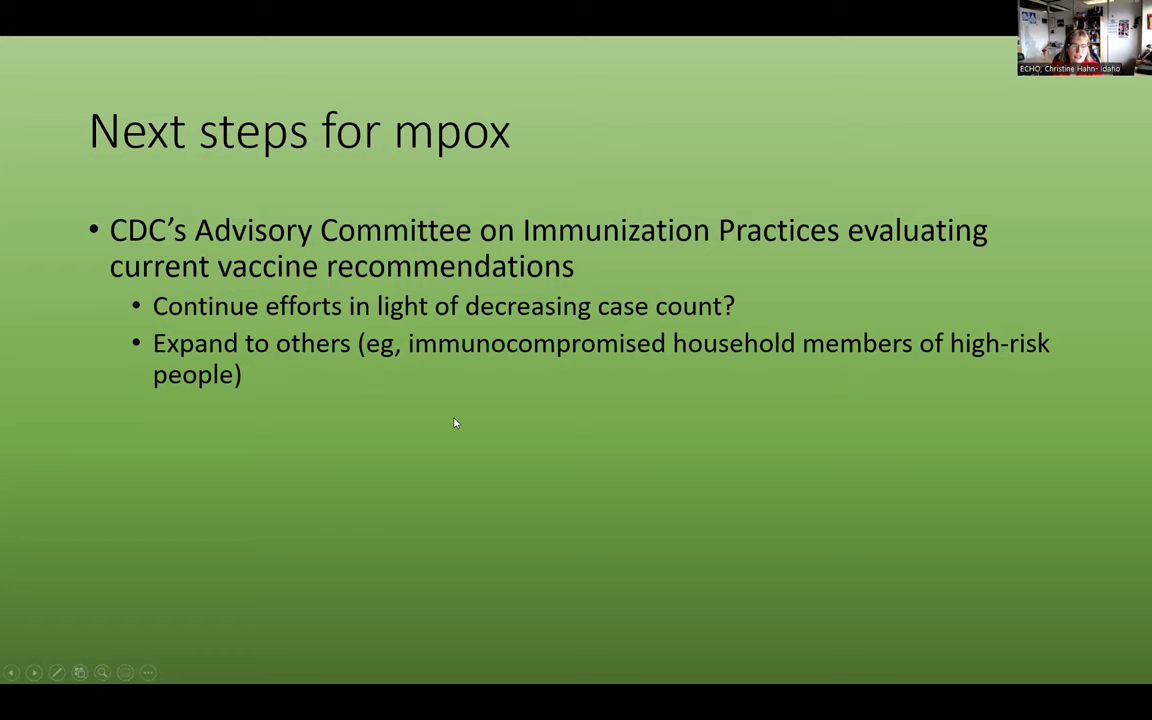 ECHO, Christine Hahn- Idaho
Next steps for mpox
• CDC’s Advisory Committee on Immunization Practices evaluating
current vaccine recommendations
• Continue efforts in light of decreasing case count?
• Expand to others (eg, immunocompromised household members of high-risk
people)